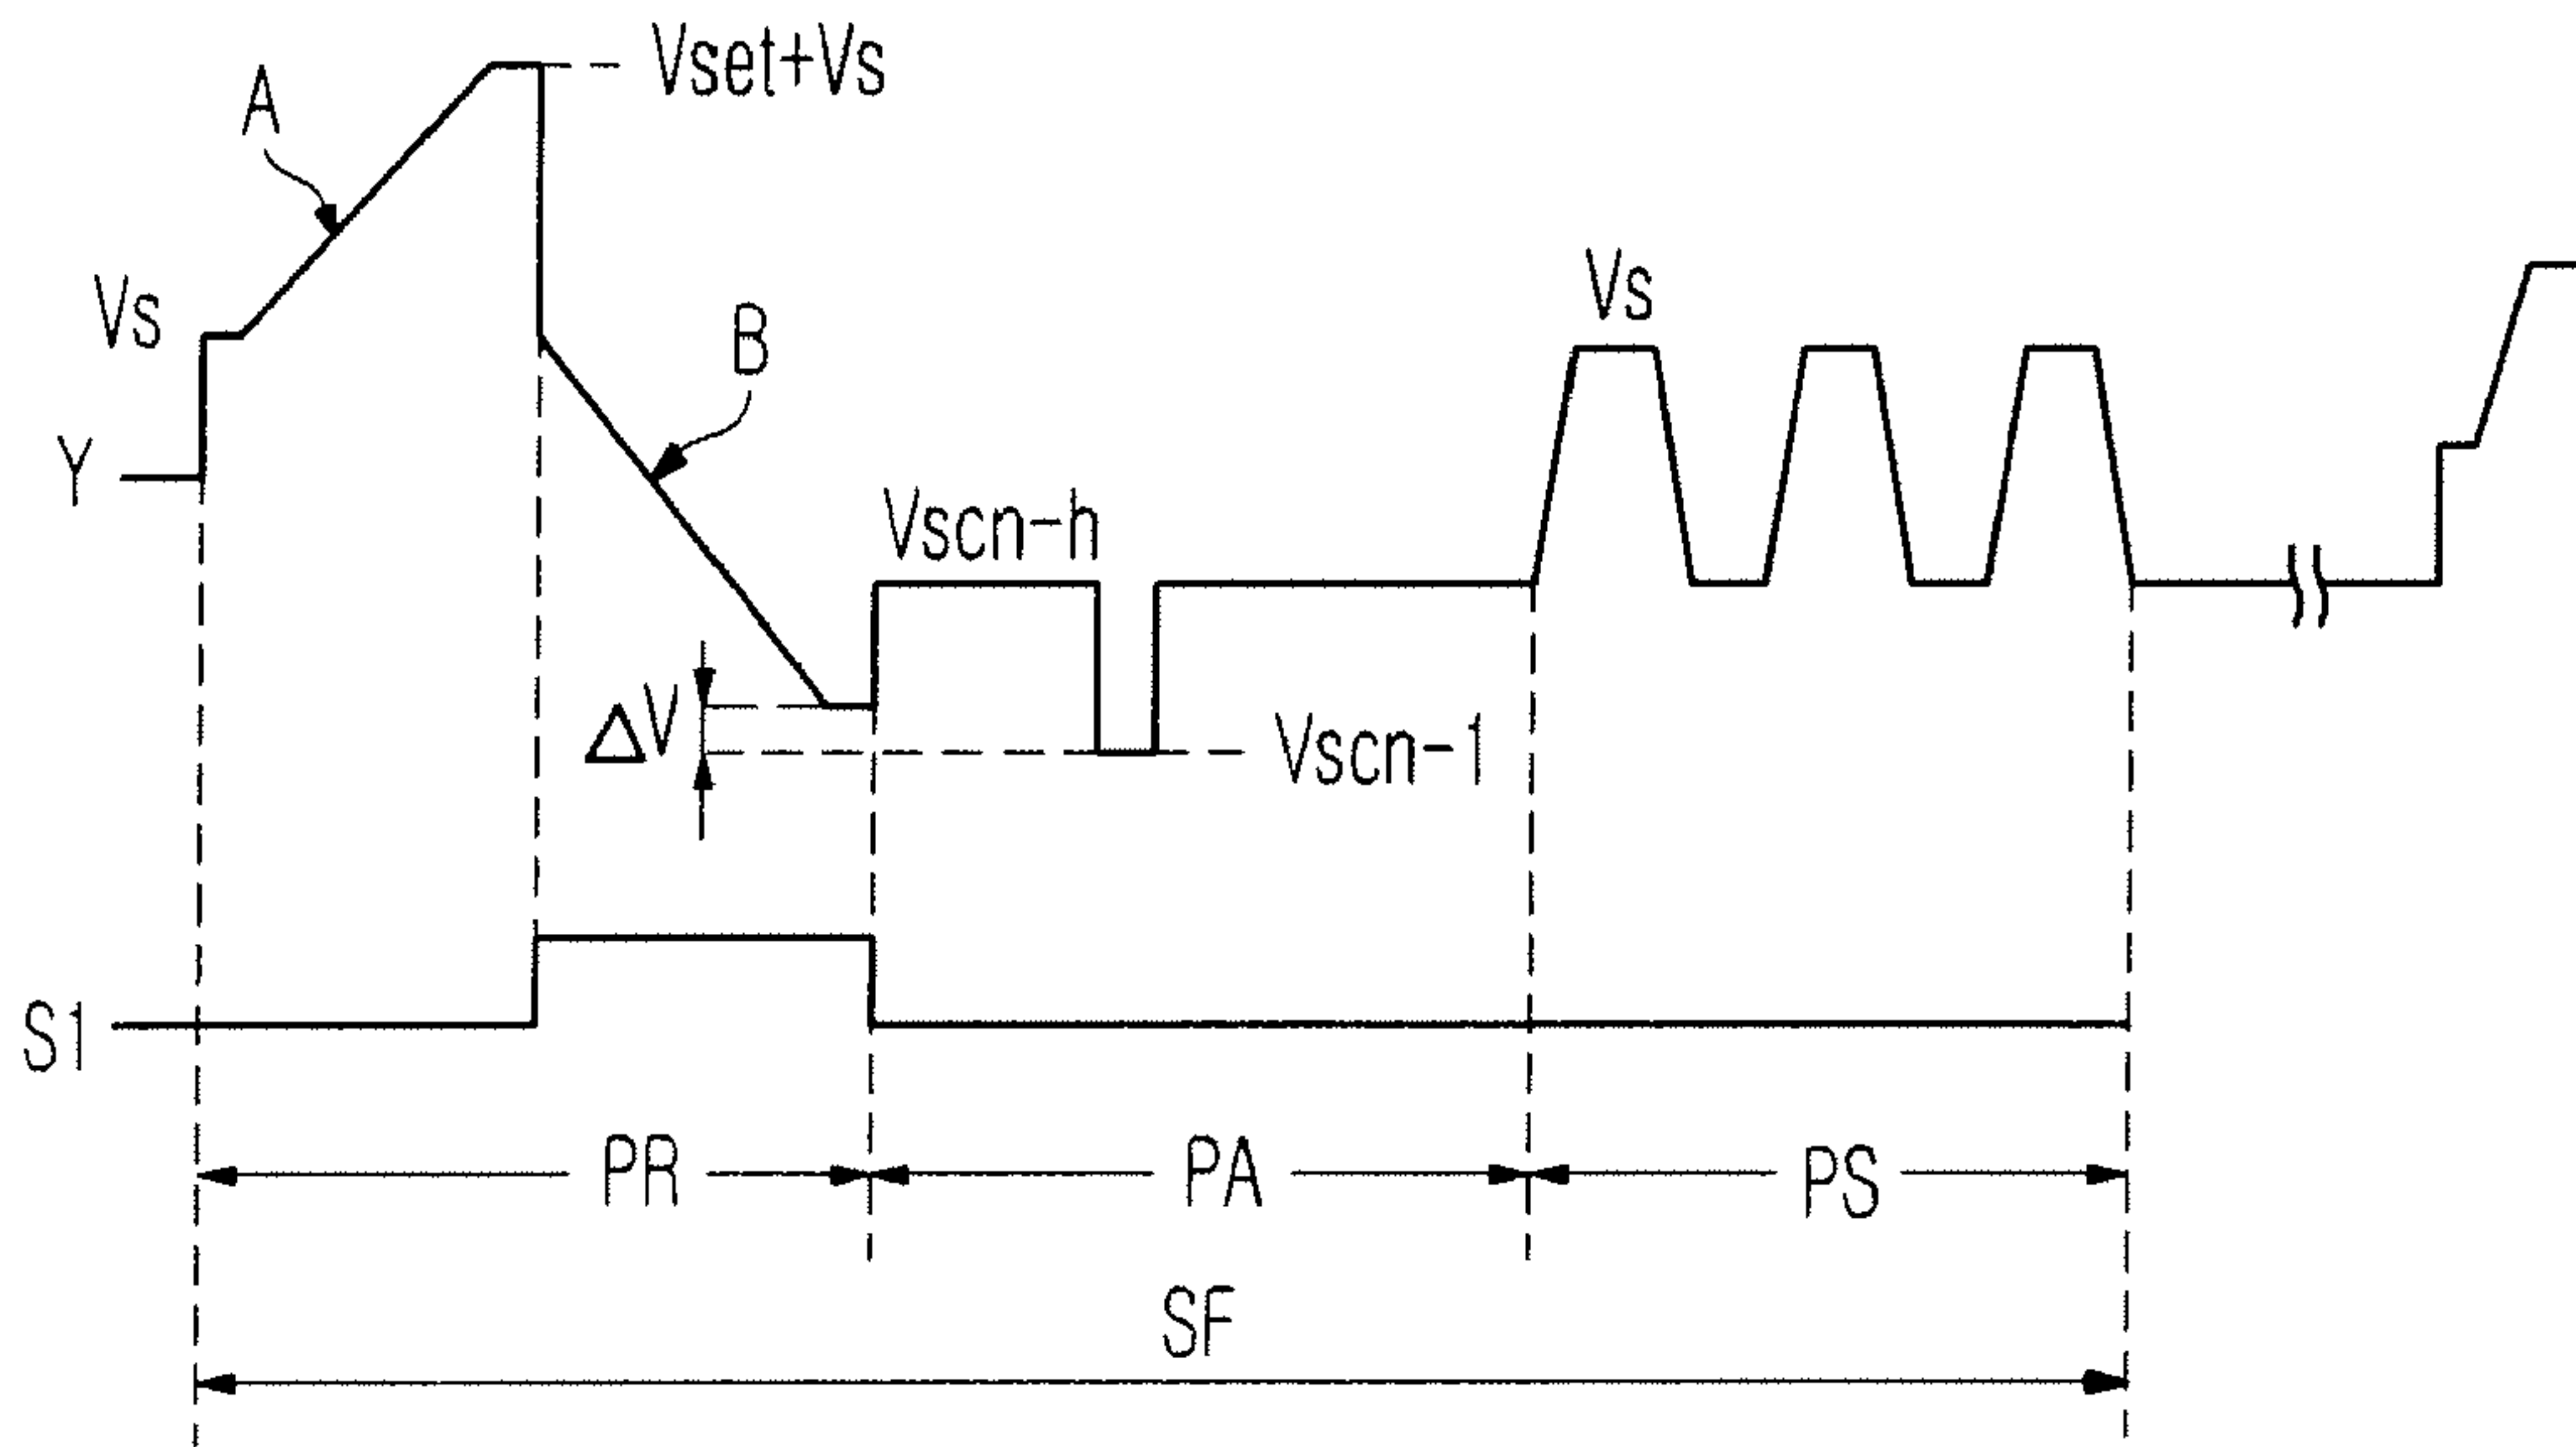 Vset+Vs
A
Vs
Vs
B
Y
Vscn-h
ΔV
Vscn-1
S1
PR
PA
PS
SF